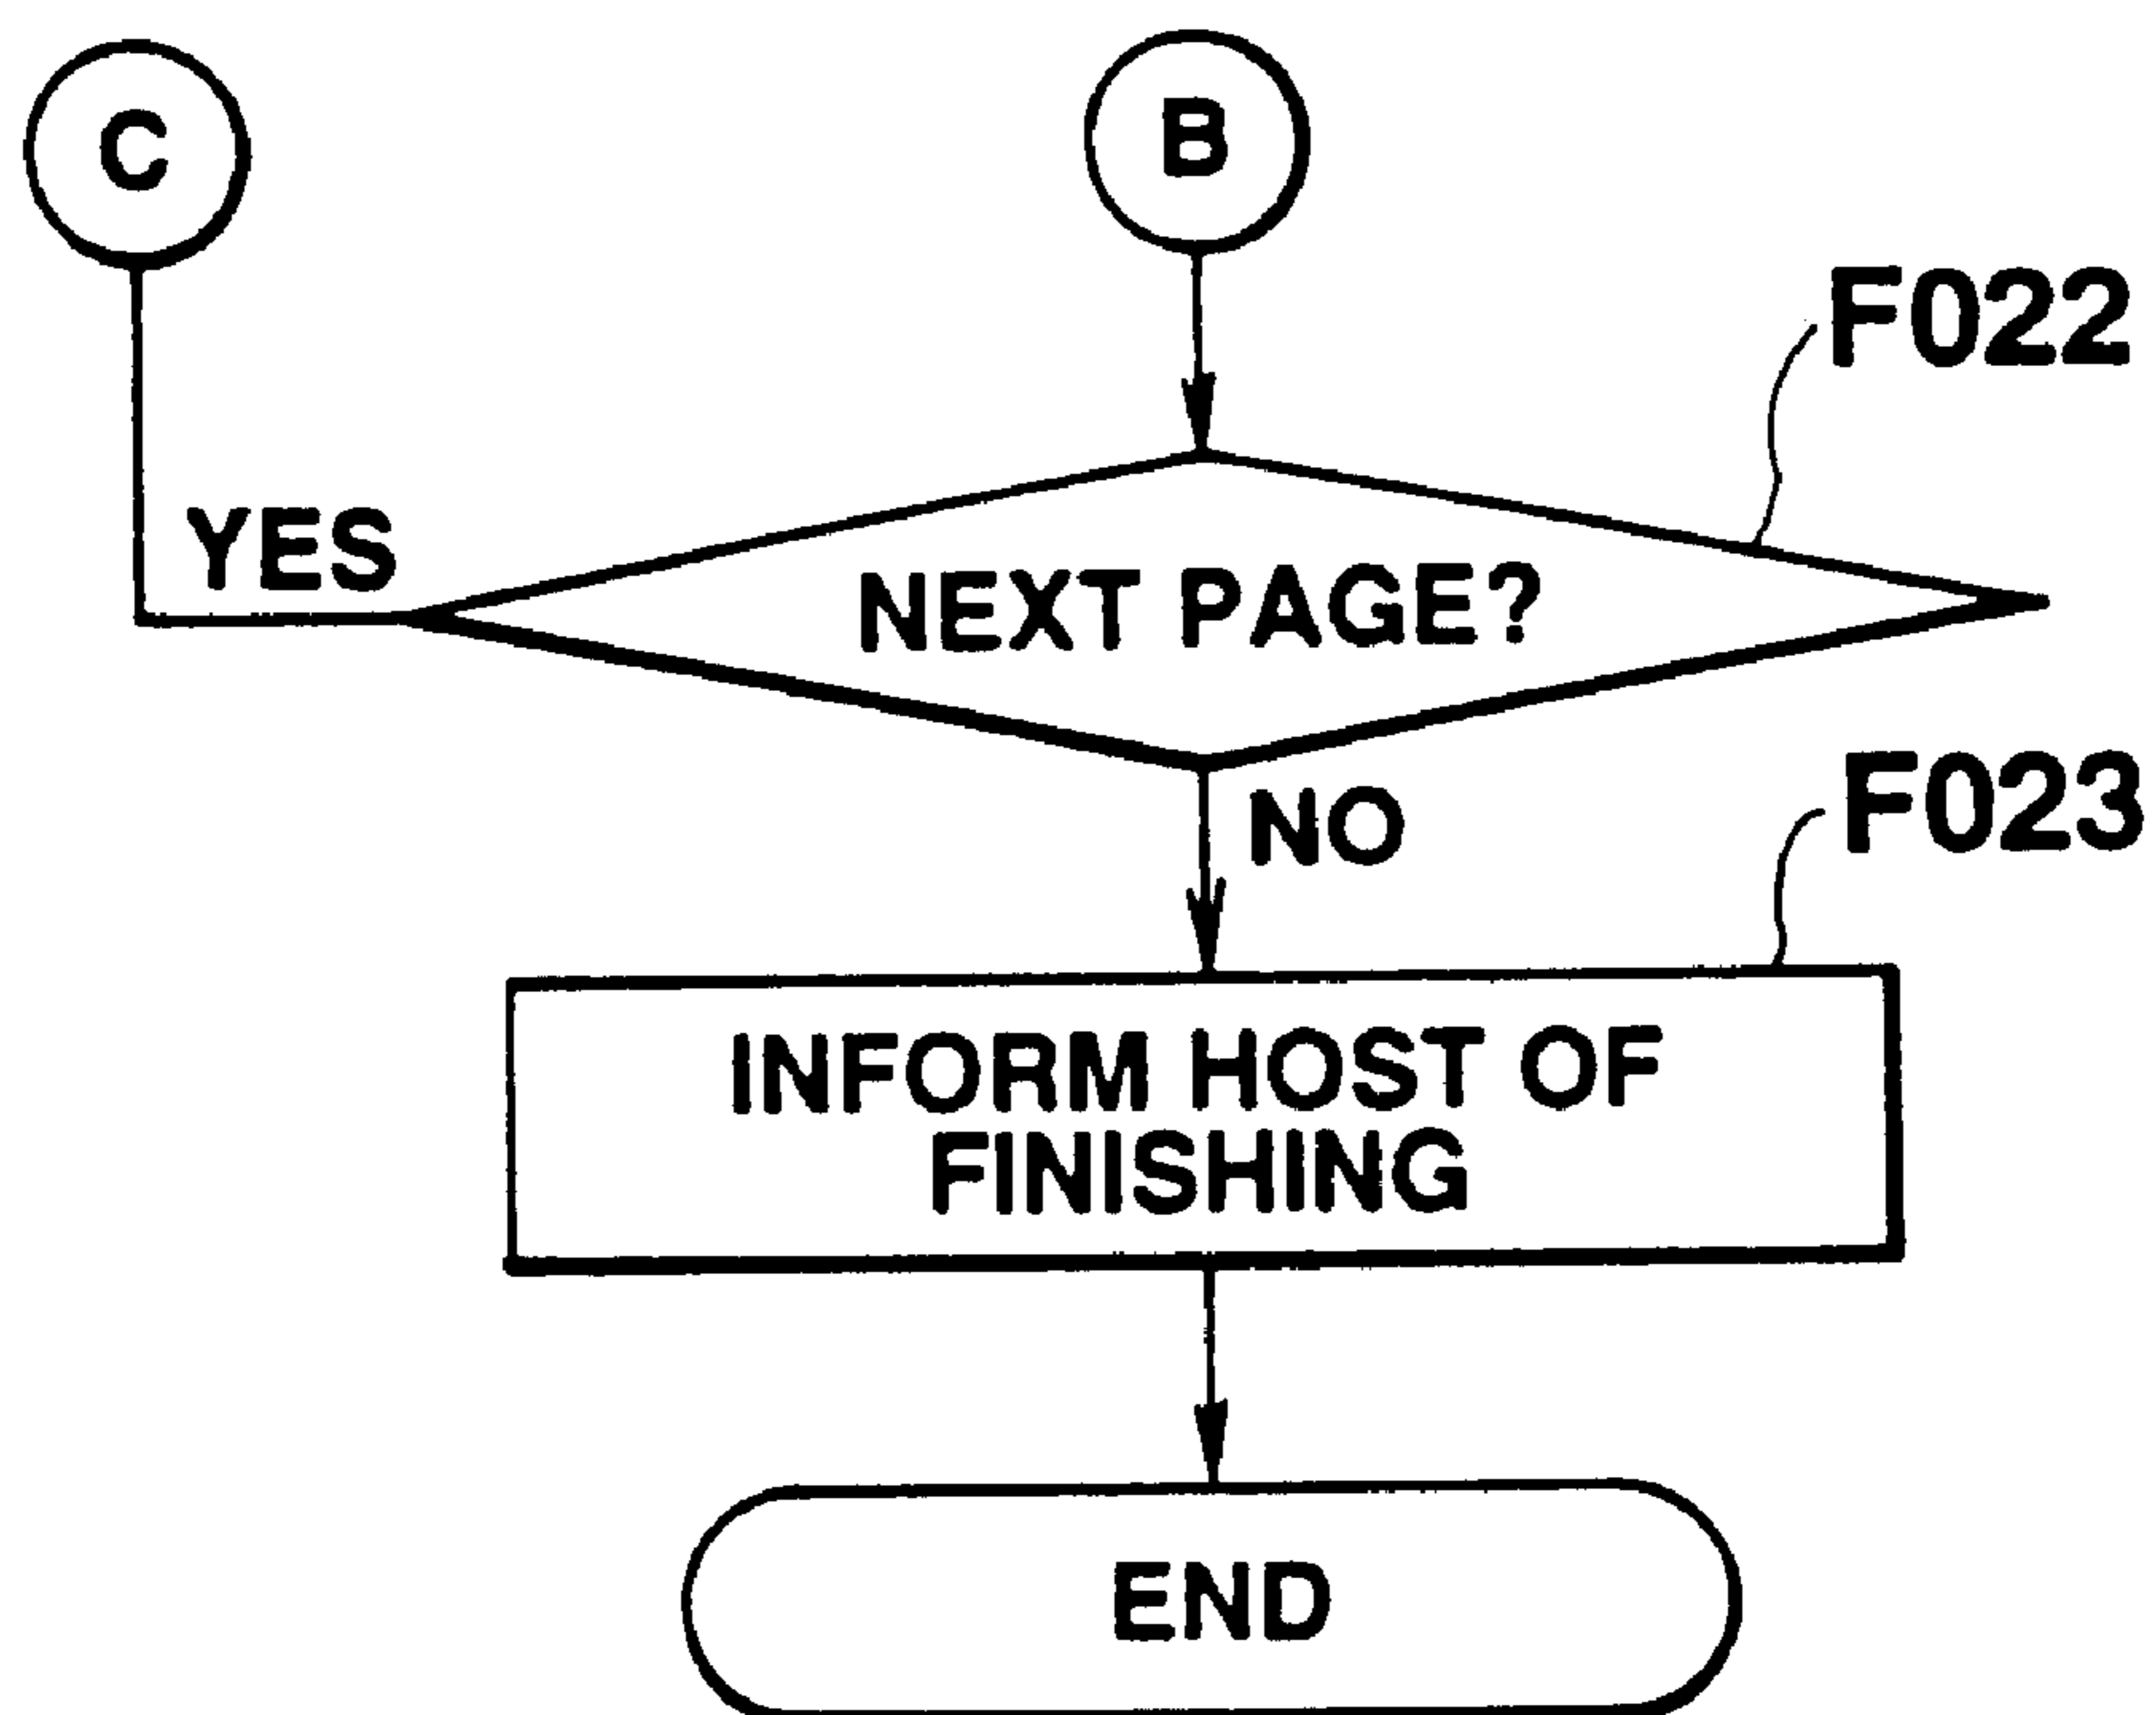 C
B
F022
YES
NEXT PAGE?
F023
NO
INFORM HOST OF
FINISHING
END